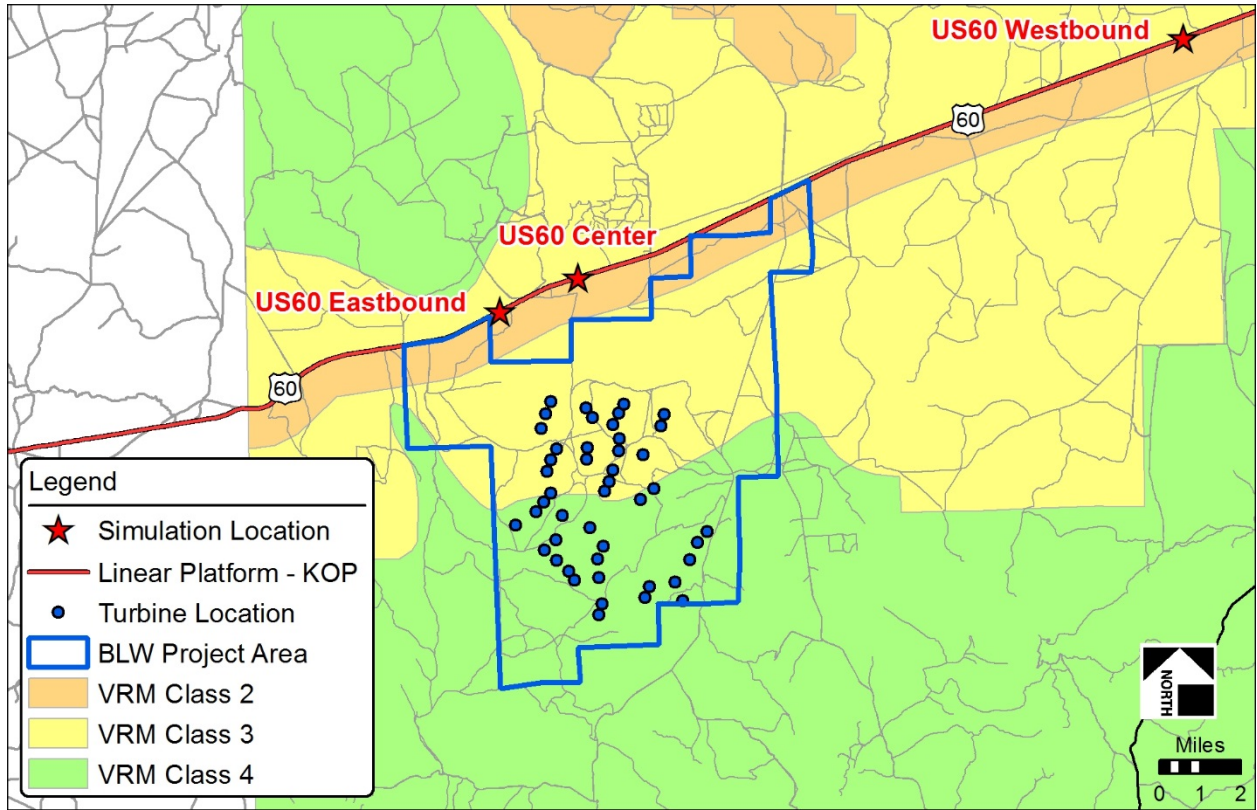 US60 Westbound
60
US60 Center
US60 Eastbound
60
Legend
Simulation Location
Linear Platform - KOP
Turbine Location
BLW Project Area
VRM Class 2
VRM Class 3
VRM Class 4
NORTH
Miles
0 1 2